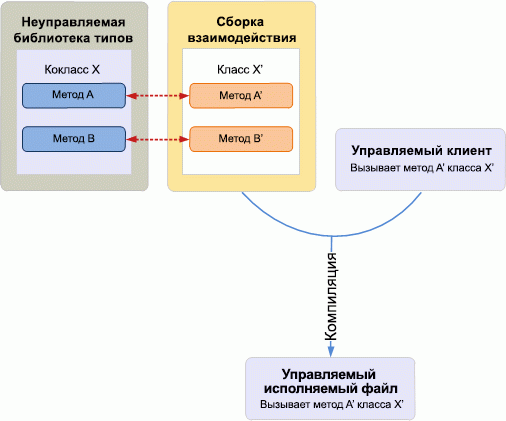 Неуправляемая
библиотека типов
Кокласс X
Метод A
Метод B
Сборка
взаимодействия
Класс X’
Метод A’
Метод B’
Управляемый клиент
Вызывает метод A’ класса X’
Компиляция
Управляемый
исполняемый файл
Вызывает метод A’ класса X’